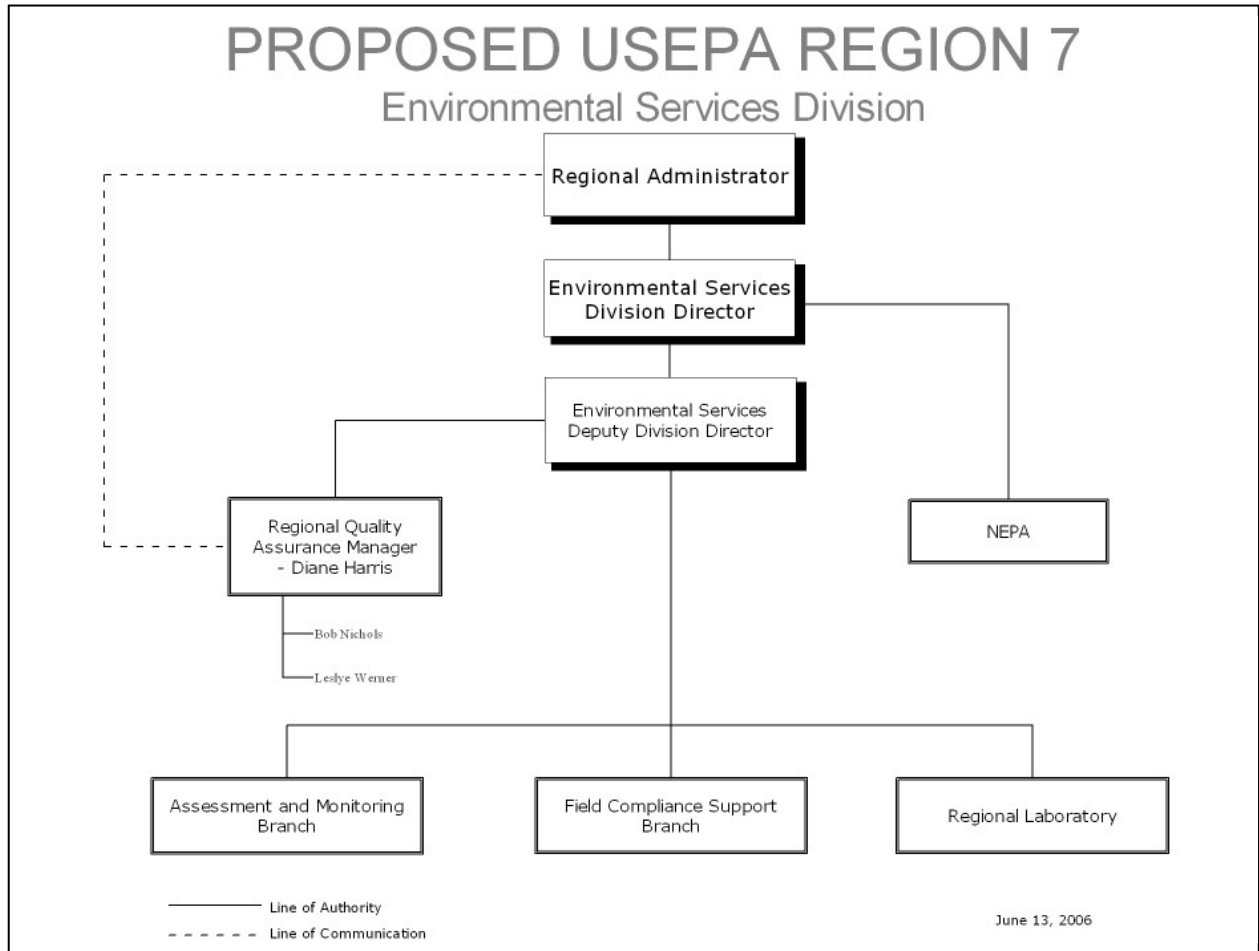 PROPOSED USEPA REGION 7
Environmental Services Division
Regional Administrator
Environmental Services
Division Director
Environmental Services
Deputy Division Director
Regional Quality
Assurance Manager
- Diane Harris
NEPA
Bob Nichols
Leslye Werner
Assessment and Monitoring
Branch
Field Compliance Support
Branch
Regional Laboratory
Line of Authority
Line of Communication
June 13, 2006